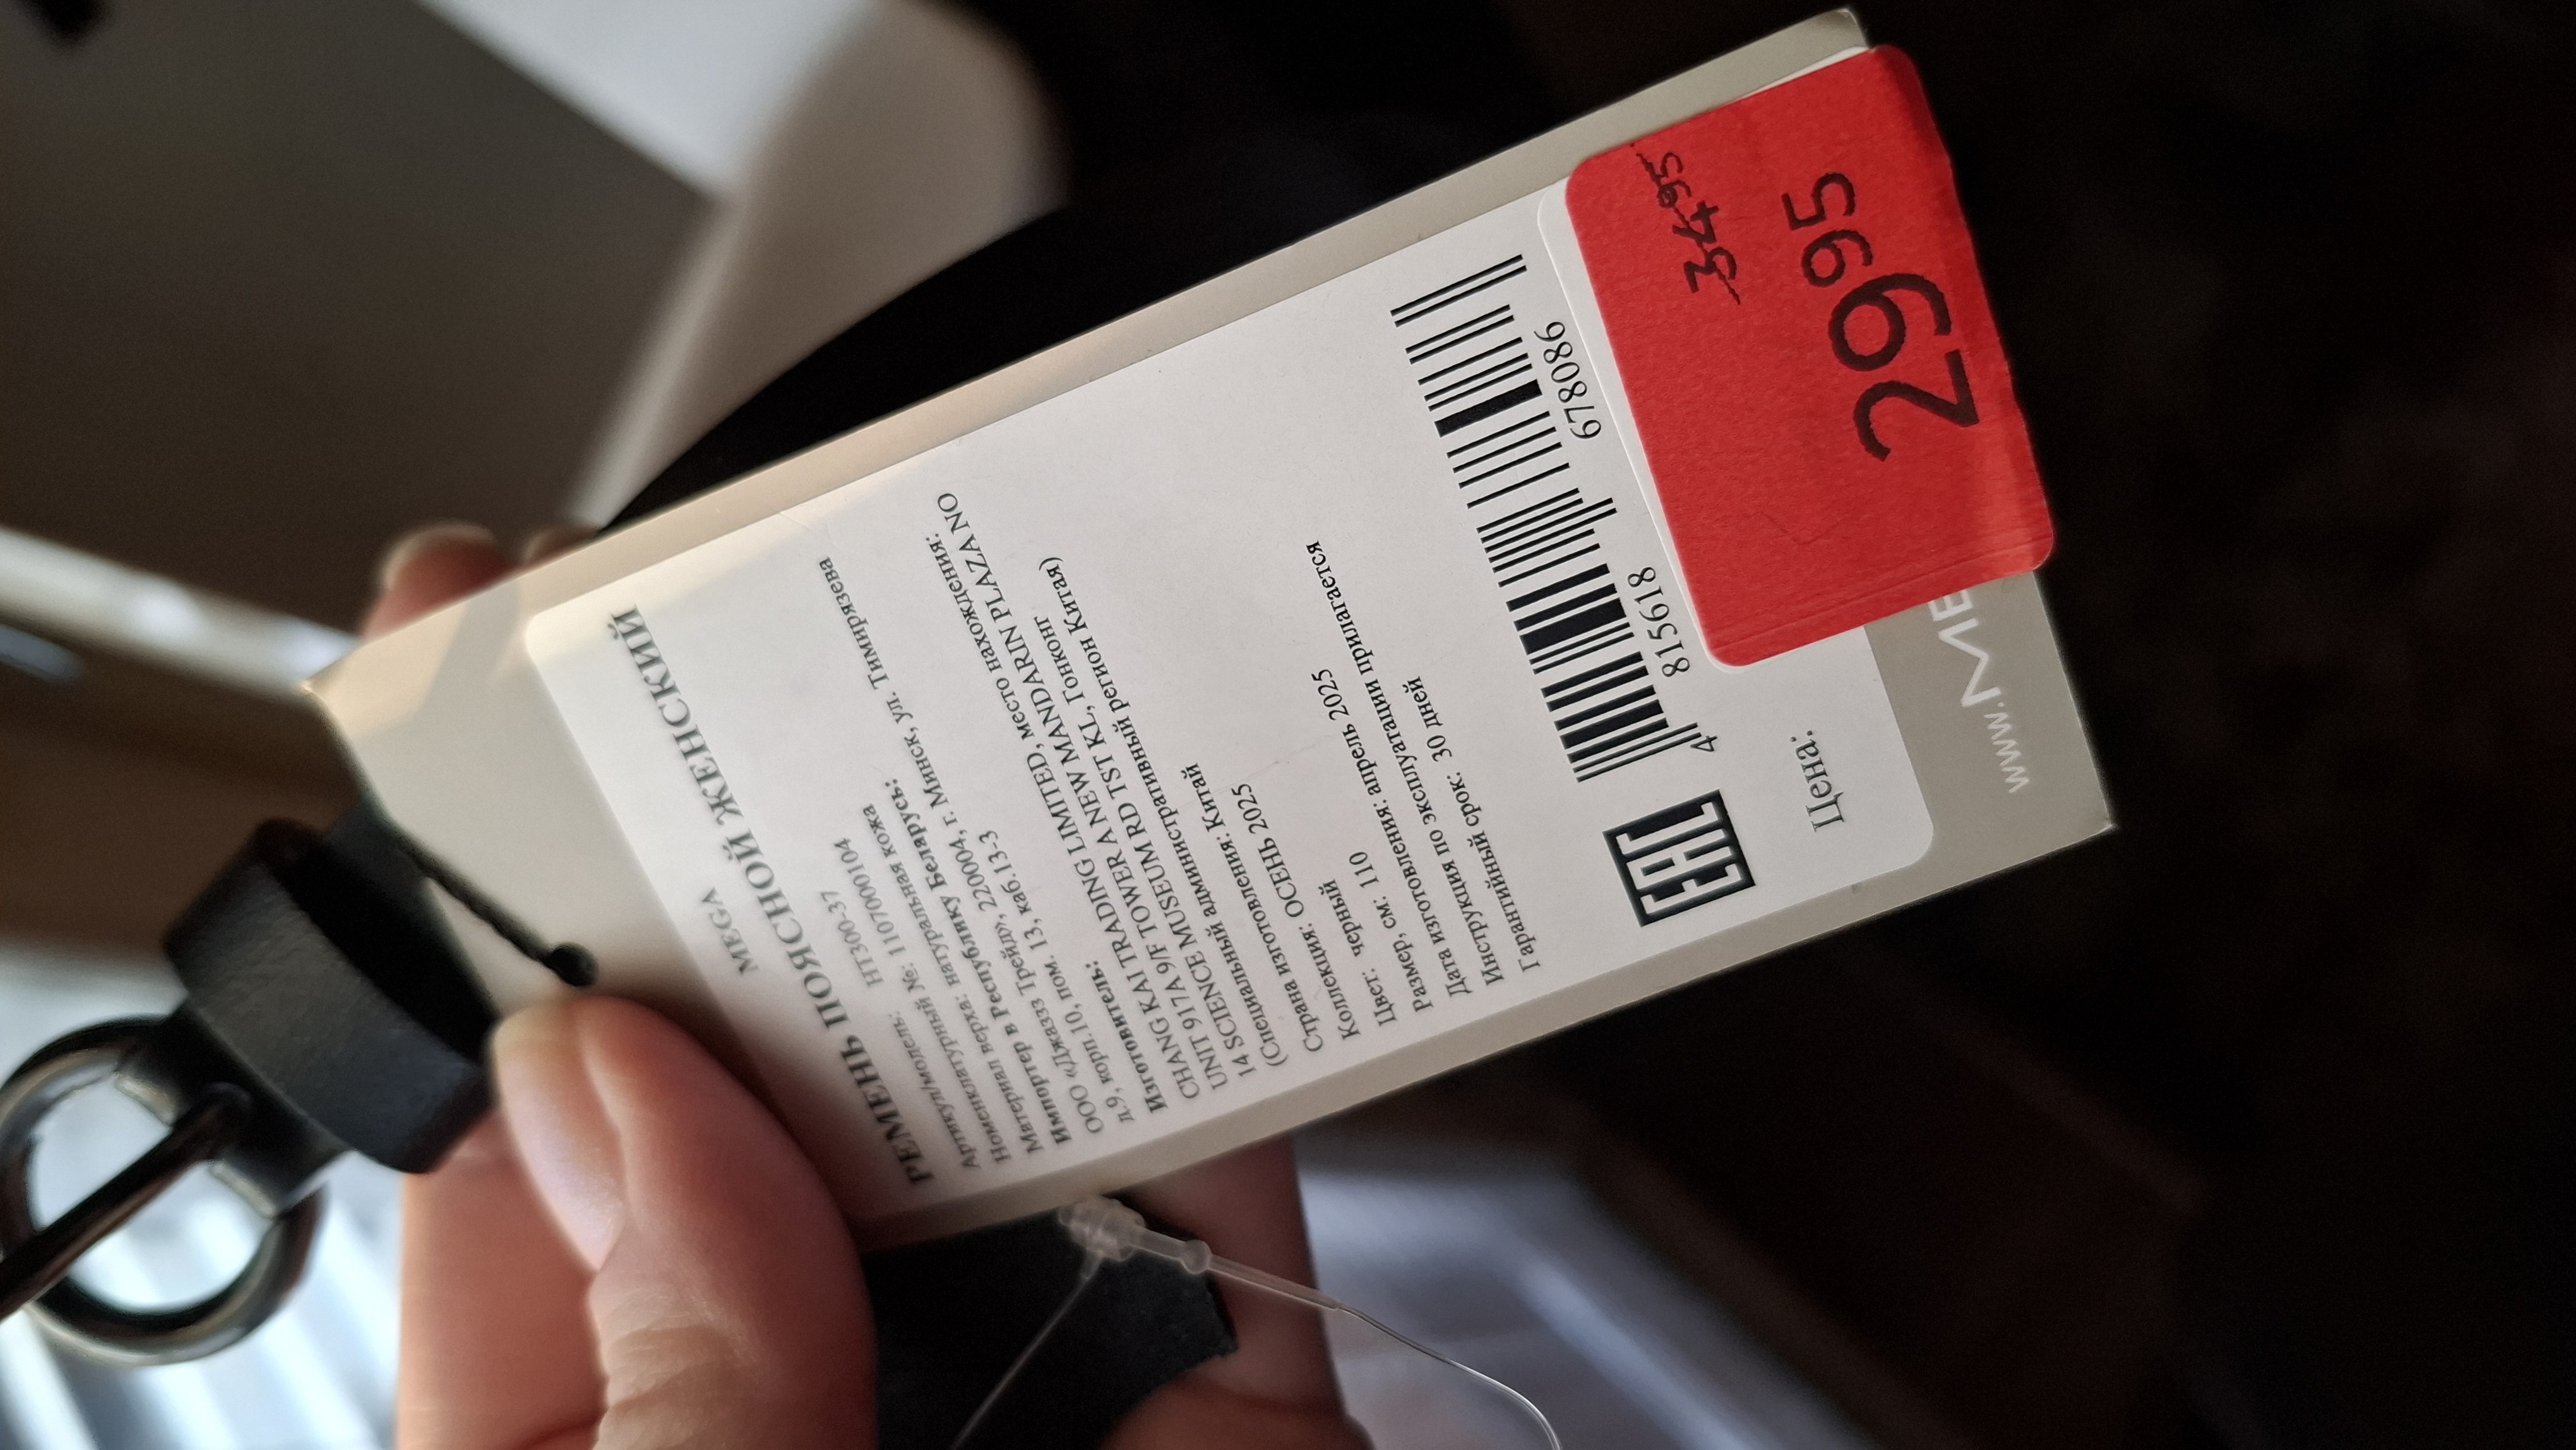 MEGA
РЕМЕНЬ ПОЯСНОЙ ЖЕНСКИЙ
Артикул/модель: HT300-37
Номенклатурный №: 1107000104
Материал верха: натуральная кожа
Импортер в Республику Беларусь:
ООО «Джаззз Трейд», 220004, г. Минск, ул. Тимирязева
д.9, корп.10, пом. 13, каб.13-3
Изготовитель:
CHANG KAI TRADING LIMITED, место нахождения:
UNIT 917A 9/F TOWER A NEW MANDARIN PLAZA NO
14 SCIENCE MUSEUM RD TST KL, Гонконг
(Специальный административный регион Китая)
Страна изготовления: Китай
Коллекция: ОСЕНЬ 2025
Цвет: черный
Размер, см: 110
Дата изготовления: апрель 2025
Инструкция по эксплуатации прилагается
Гарантийный срок: 30 дней
EAC
4 815618 678086
Цена:
34 95
29 95
www.ME